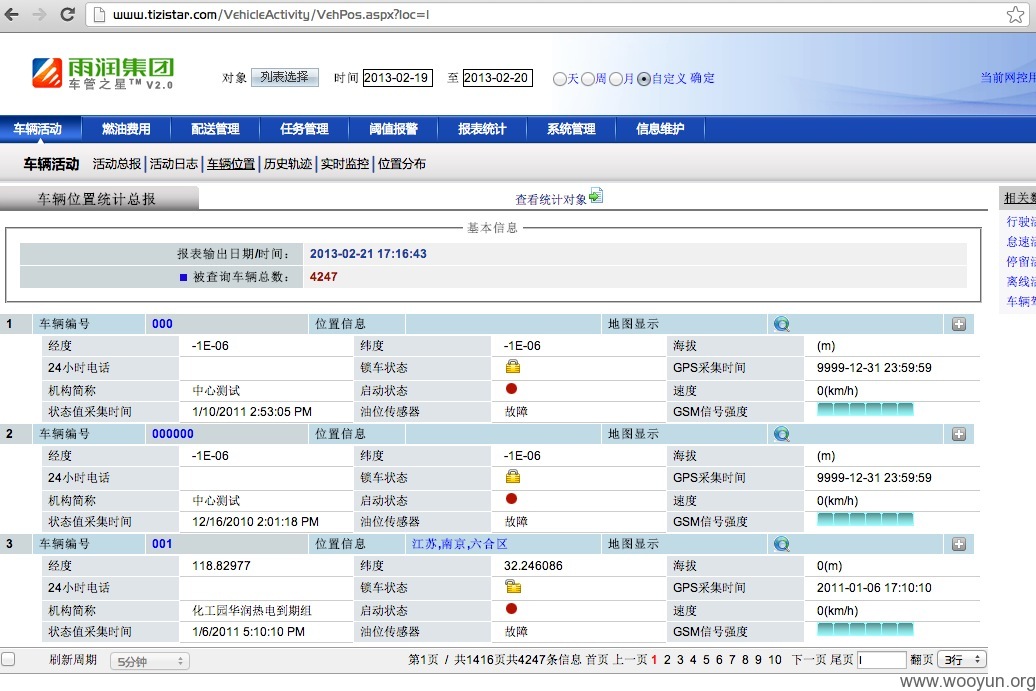 www.tizistar.com/VehicleActivity/VehPos.aspx?loc=l
雨润集团
车管之星™ V2.0
对象 列表选择 时间 2013-02-19 至 2013-02-20 天 周 月 自定义 确定
当前网控用
车辆活动 燃油费用 配送管理 任务管理 阈值报警 报表统计 系统管理 信息维护
车辆活动 活动总报 活动日志 车辆位置 历史轨迹 实时监控 位置分布
车辆位置统计总报 查看统计对象 相关数
行驶活
怠速活
停留活
离线活
车辆驾
基本信息
报表输出日期/时间： 2013-02-21 17:16:43
被查询车辆总数： 4247
1 车辆编号 000 位置信息 地图显示
经度 -1E-06 纬度 -1E-06 海拔 (m)
24小时电话 锁车状态 GPS采集时间 9999-12-31 23:59:59
机构简称 中心测试 启动状态 速度 0(km/h)
状态值采集时间 1/10/2011 2:53:05 PM 油位传感器 故障 GSM信号强度
2 车辆编号 000000 位置信息 地图显示
经度 -1E-06 纬度 -1E-06 海拔 (m)
24小时电话 锁车状态 GPS采集时间 9999-12-31 23:59:59
机构简称 中心测试 启动状态 速度 0(km/h)
状态值采集时间 12/16/2010 2:01:18 PM 油位传感器 故障 GSM信号强度
3 车辆编号 001 位置信息 江苏,南京,六合区 地图显示
经度 118.82977 纬度 32.246086 海拔 0(m)
24小时电话 锁车状态 GPS采集时间 2011-01-06 17:10:10
机构简称 化工园华润热电到期组 启动状态 速度 0(km/h)
状态值采集时间 1/6/2011 5:10:10 PM 油位传感器 故障 GSM信号强度
刷新周期 5分钟 第1页 / 共1416页共4247条信息 首页 上一页 1 2 3 4 5 6 7 8 9 10 下一页 尾页 l 翻页 3行
www.wooyun.org